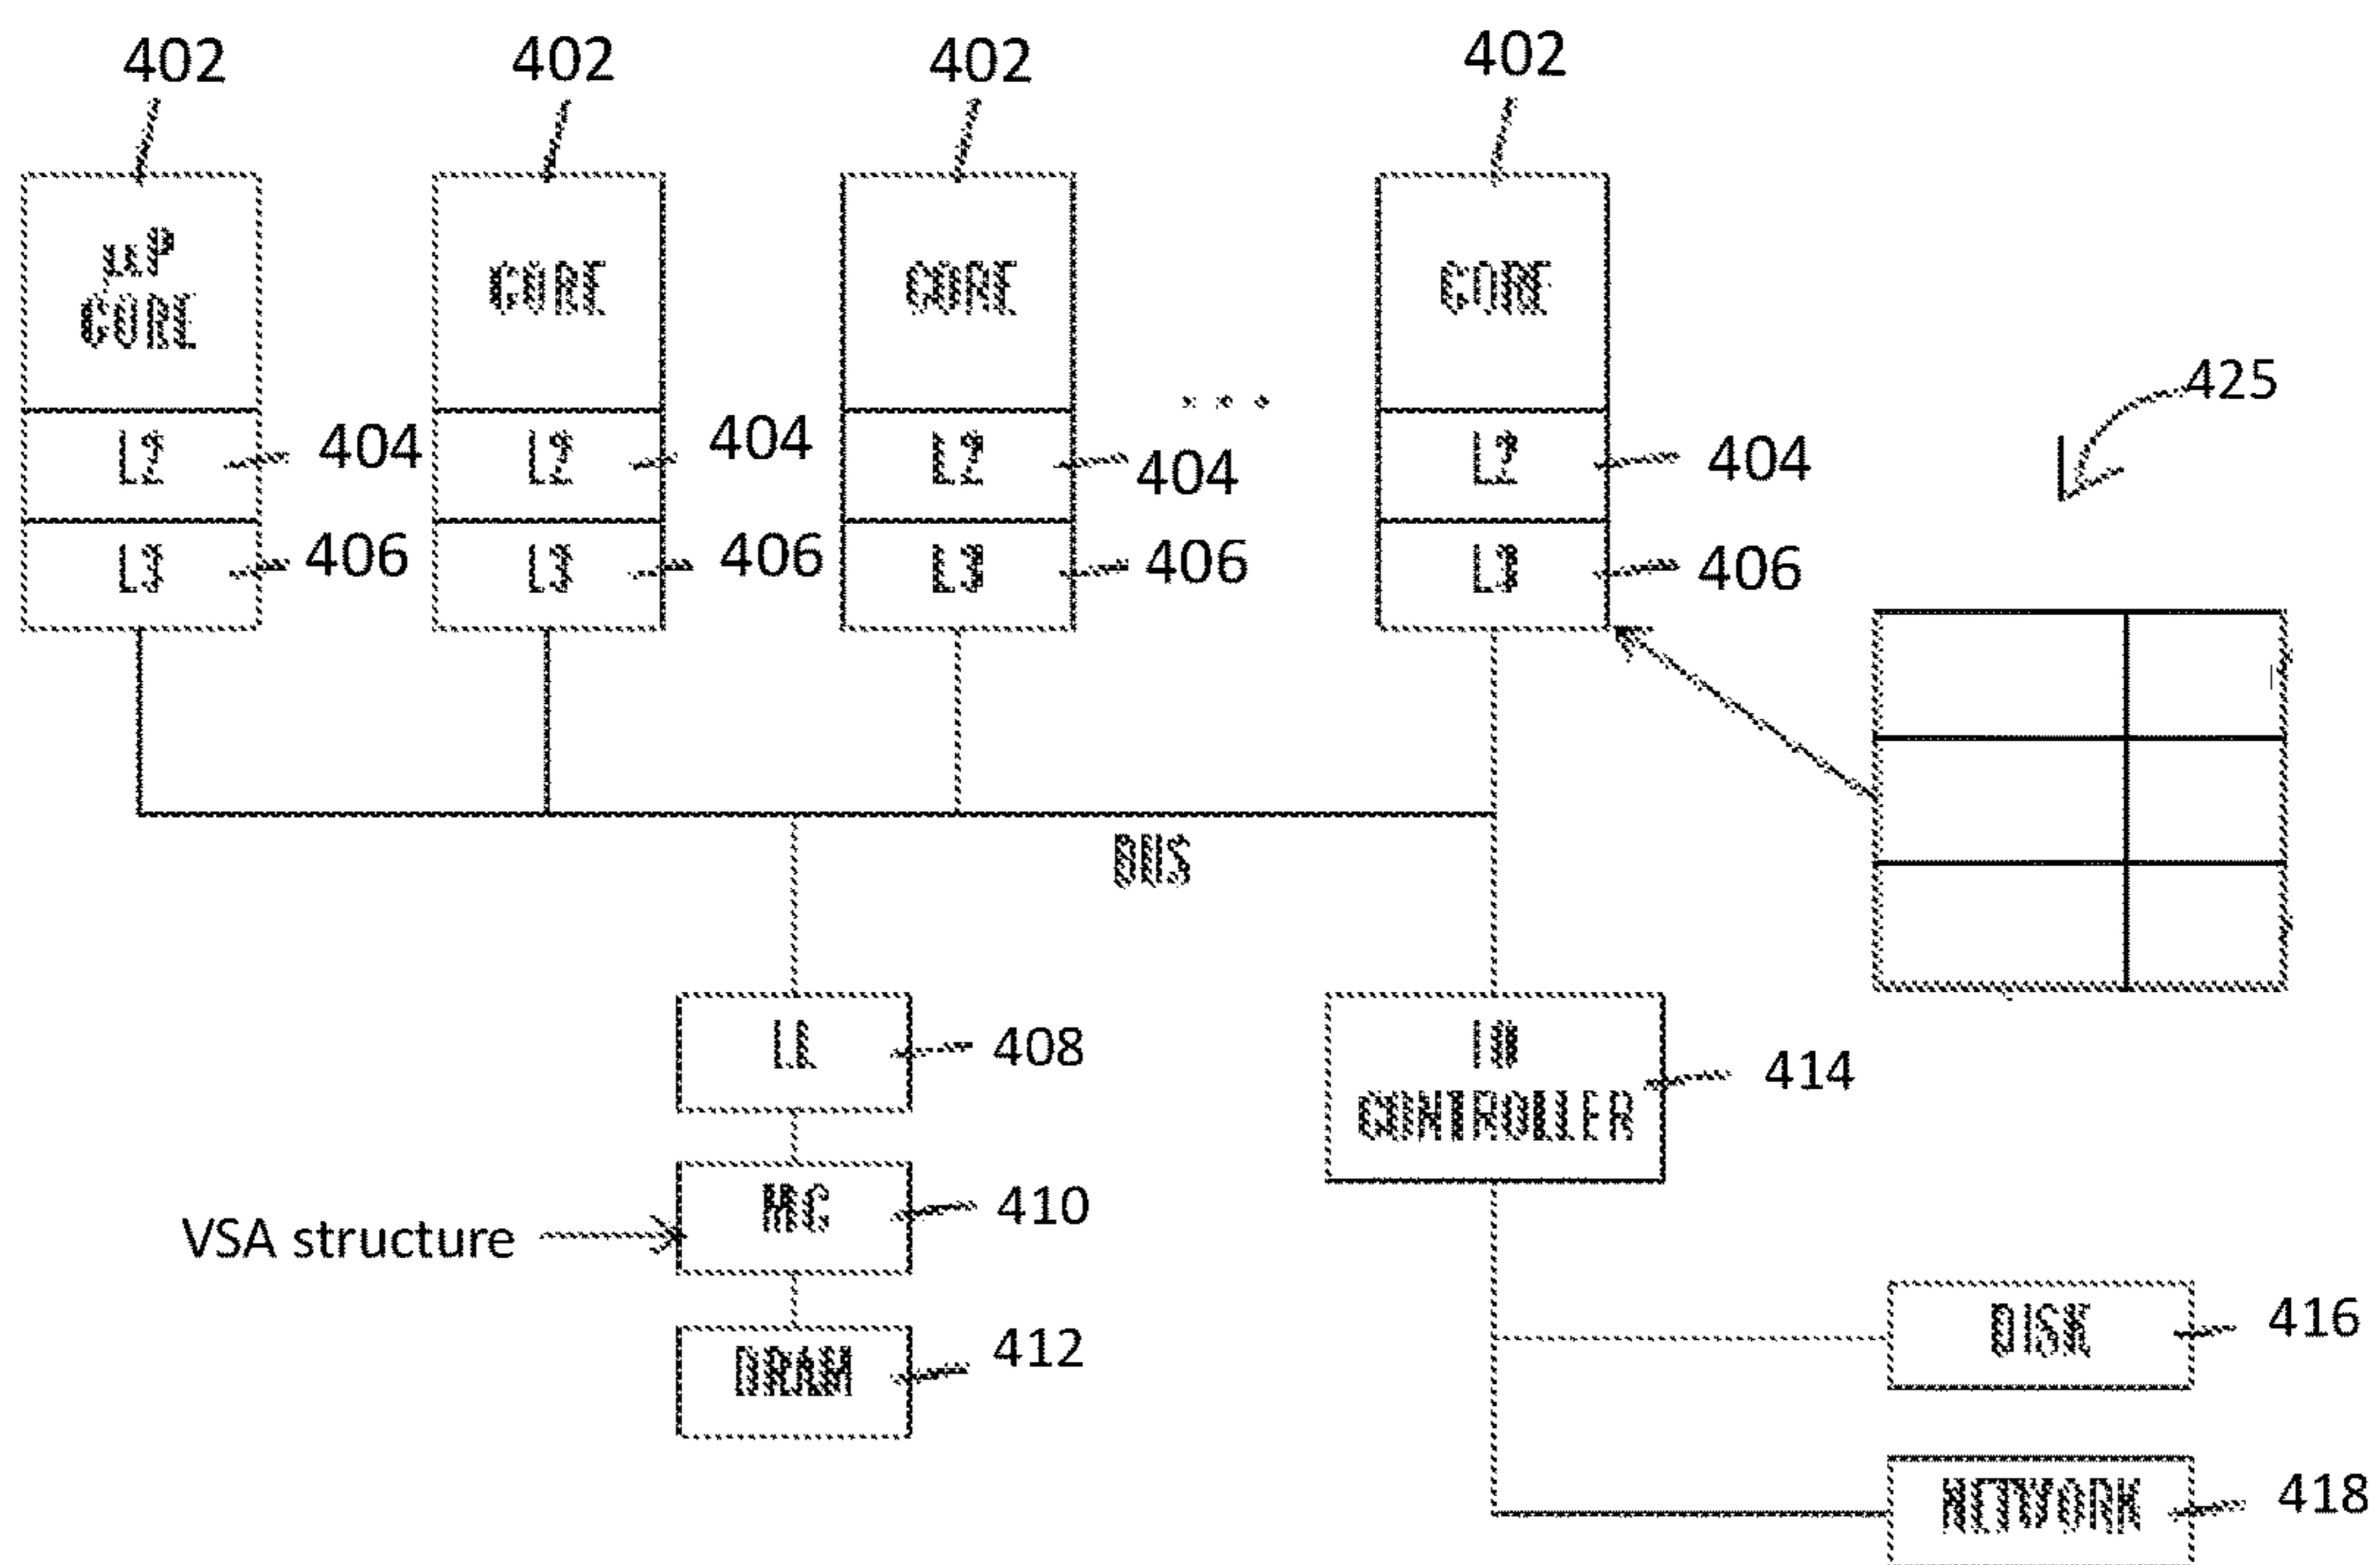 402 402 402 402
µP
CORE CORE CORE CORE
425
L2 404 L2 404 L2 404 L2 404
...
L3 406 L3 406 L3 406 L3 406
BUS
408
414
CONTROLLER
VSA structure MC 410
DRAM 412
DISK 416
NETWORK 418